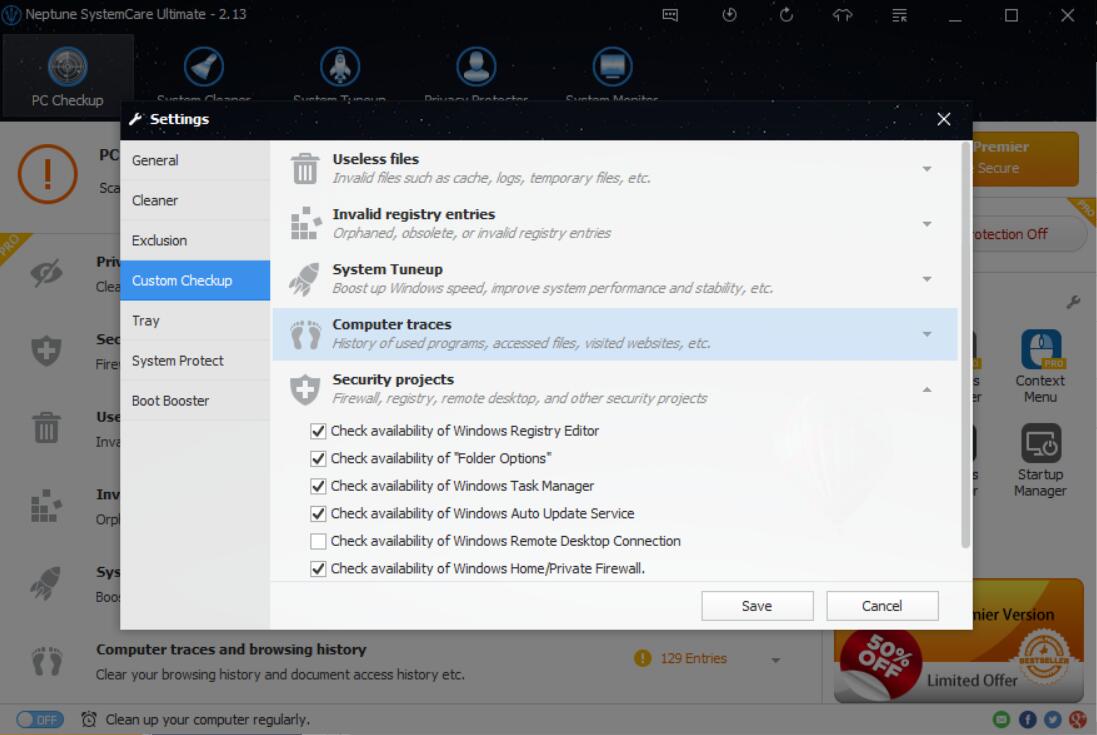 Neptune SystemCare Ultimate - 2.13
PC Checkup
System Cleaner
System Tuneup
Privacy Protector
System Monitor
Settings
General
Cleaner
Exclusion
Custom Checkup
Tray
System Protect
Boot Booster
Useless files
Invalid files such as cache, logs, temporary files, etc.
Invalid registry entries
Orphaned, obsolete, or invalid registry entries
System Tuneup
Boost up Windows speed, improve system performance and stability, etc.
Computer traces
History of used programs, accessed files, visited websites, etc.
Security projects
Firewall, registry, remote desktop, and other security projects
Check availability of Windows Registry Editor
Check availability of "Folder Options"
Check availability of Windows Task Manager
Check availability of Windows Auto Update Service
Check availability of Windows Remote Desktop Connection
Check availability of Windows Home/Private Firewall.
Save
Cancel
PC
Sca
PRO
Priv
Clea
Sec
Fire
Use
Inva
Inv
Orph
Sys
Boos
Computer traces and browsing history
Clear your browsing history and document access history etc.
129 Entries
Premier
Secure
PRO
rotection Off
PRO
Context
Menu
Startup
Manager
mier Version
50%
OFF
BESTSELLER
Limited Offer
OFF
Clean up your computer regularly.